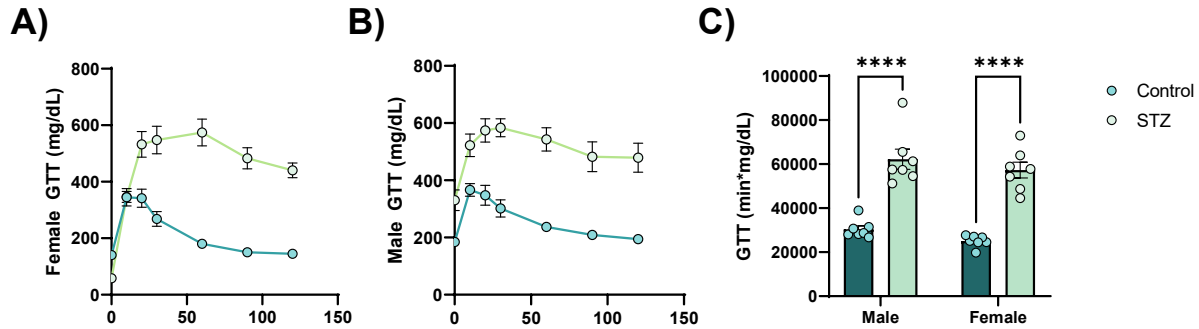 A)
B)
C)
Female GTT (mg/dL)
800
600
400
200
0
0 50 100 150
Male GTT (mg/dL)
800
600
400
200
0
0 50 100 150
GTT (min*mg/dL)
100000
80000
60000
40000
20000
0
**** ****
Male Female
Control
STZ